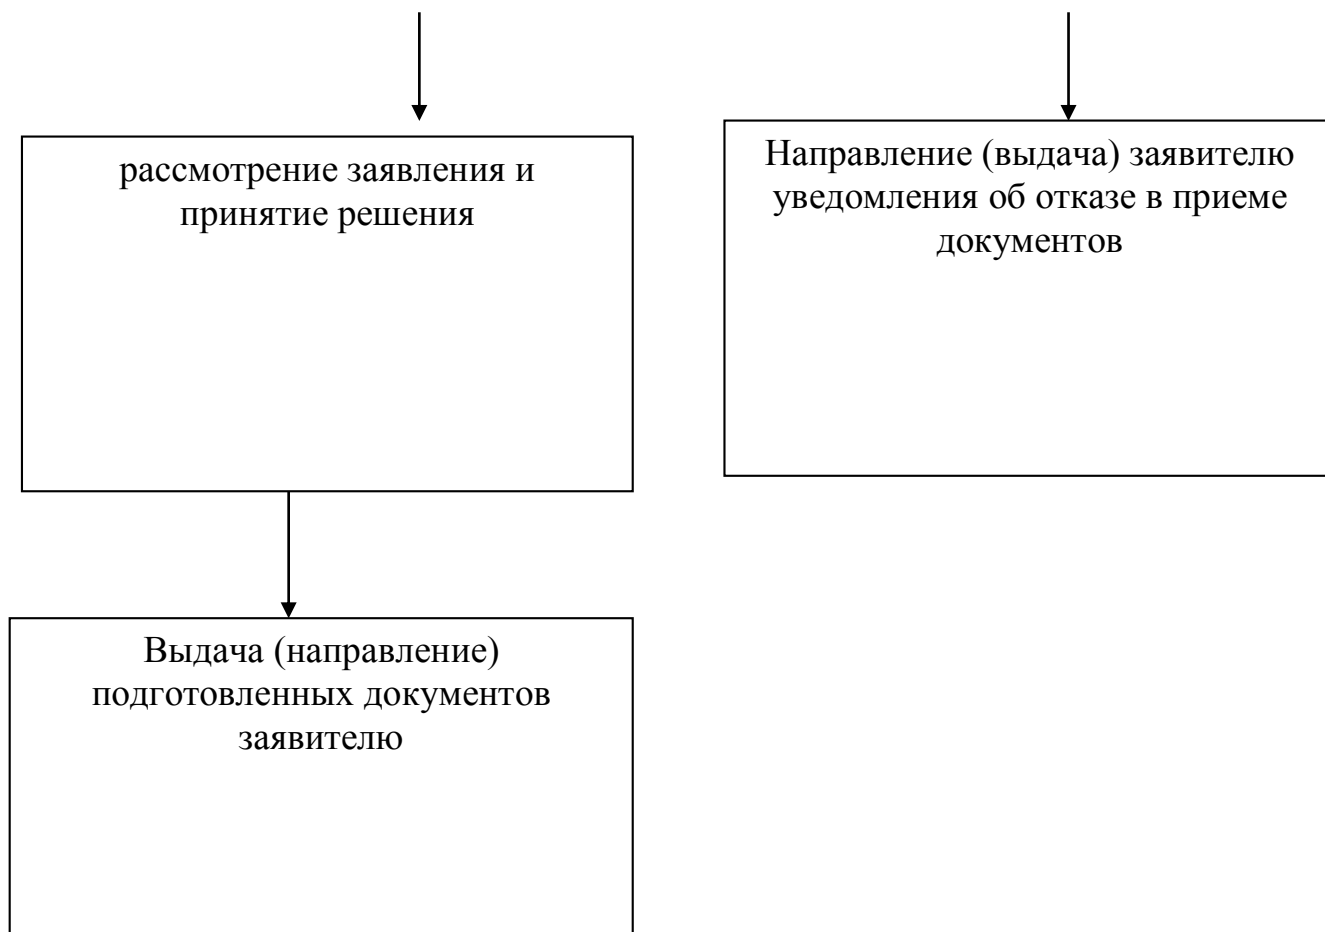 рассмотрение заявления и
принятие решения
Направление (выдача) заявителю
уведомления об отказе в приеме
документов
Выдача (направление)
подготовленных документов
заявителю